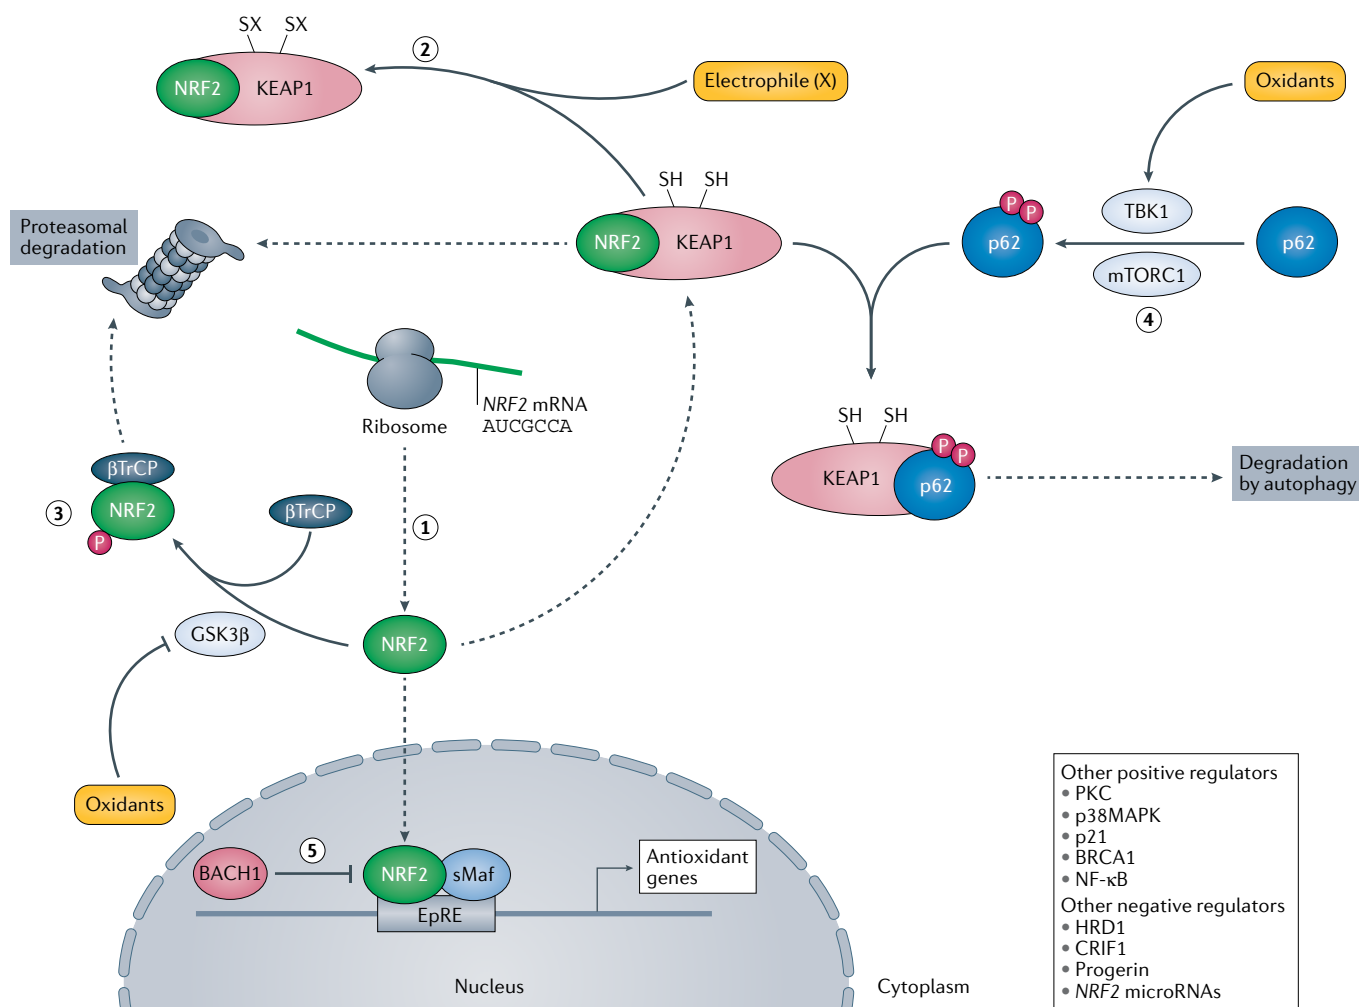 SX SX
2
NRF2 KEAP1
Electrophile (X)
Oxidants
SH SH
Proteasomal
degradation
NRF2 KEAP1
P P
p62
TBK1
mTORC1
p62
4
NRF2 mRNA
AUCGCCA
Ribosome
SH SH
KEAP1 p62
P P
Degradation
by autophagy
βTrCP
NRF2
P
3
βTrCP
1
GSK3β
NRF2
Oxidants
BACH1
5
NRF2 sMaf
EpRE
Antioxidant
genes
Nucleus
Cytoplasm
Other positive regulators
• PKC
• p38MAPK
• p21
• BRCA1
• NF-κB
Other negative regulators
• HRD1
• CRIF1
• Progerin
• NRF2 microRNAs